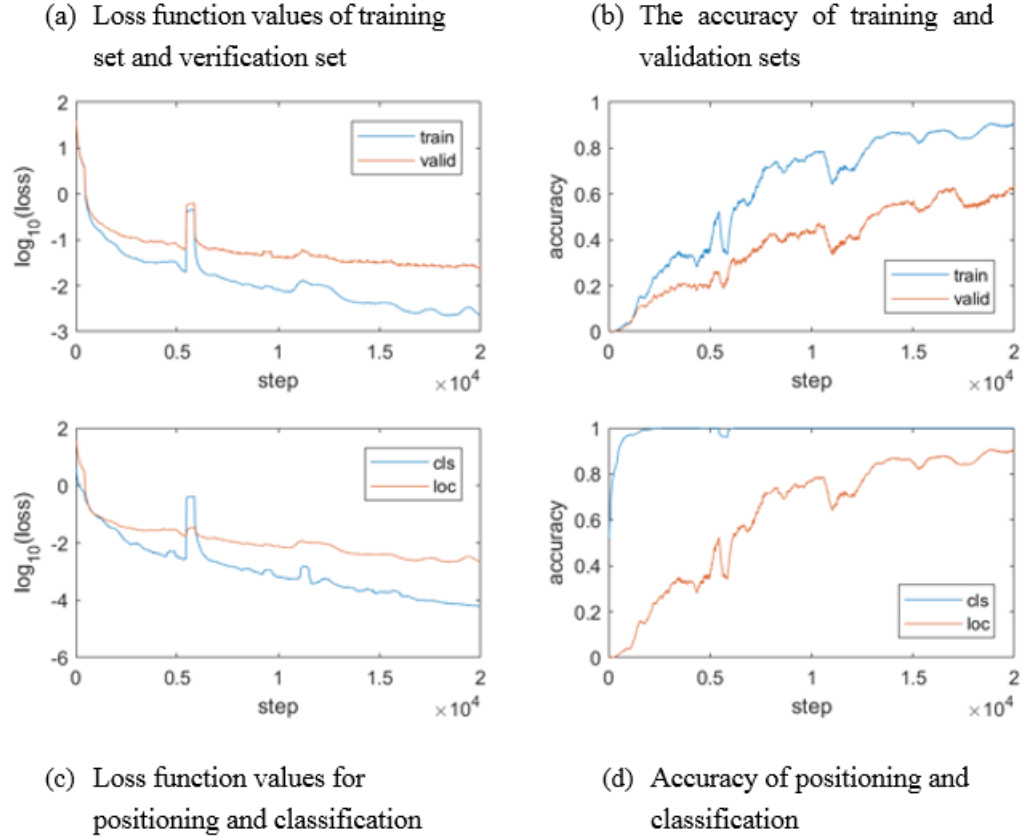 (a) Loss function values of training
set and verification set
(b) The accuracy of training and
validation sets
2
1
0
-1
-2
-3
log10(loss)
train
valid
0
0.5
1
1.5
2
step
×10^4
1
0.8
0.6
0.4
0.2
0
accuracy
train
valid
0
0.5
1
1.5
2
step
×10^4
2
0
-2
-4
-6
log10(loss)
cls
loc
0
0.5
1
1.5
2
step
×10^4
1
0.8
0.6
0.4
0.2
0
accuracy
cls
loc
0
0.5
1
1.5
2
step
×10^4
(c) Loss function values for
positioning and classification
(d) Accuracy of positioning and
classification